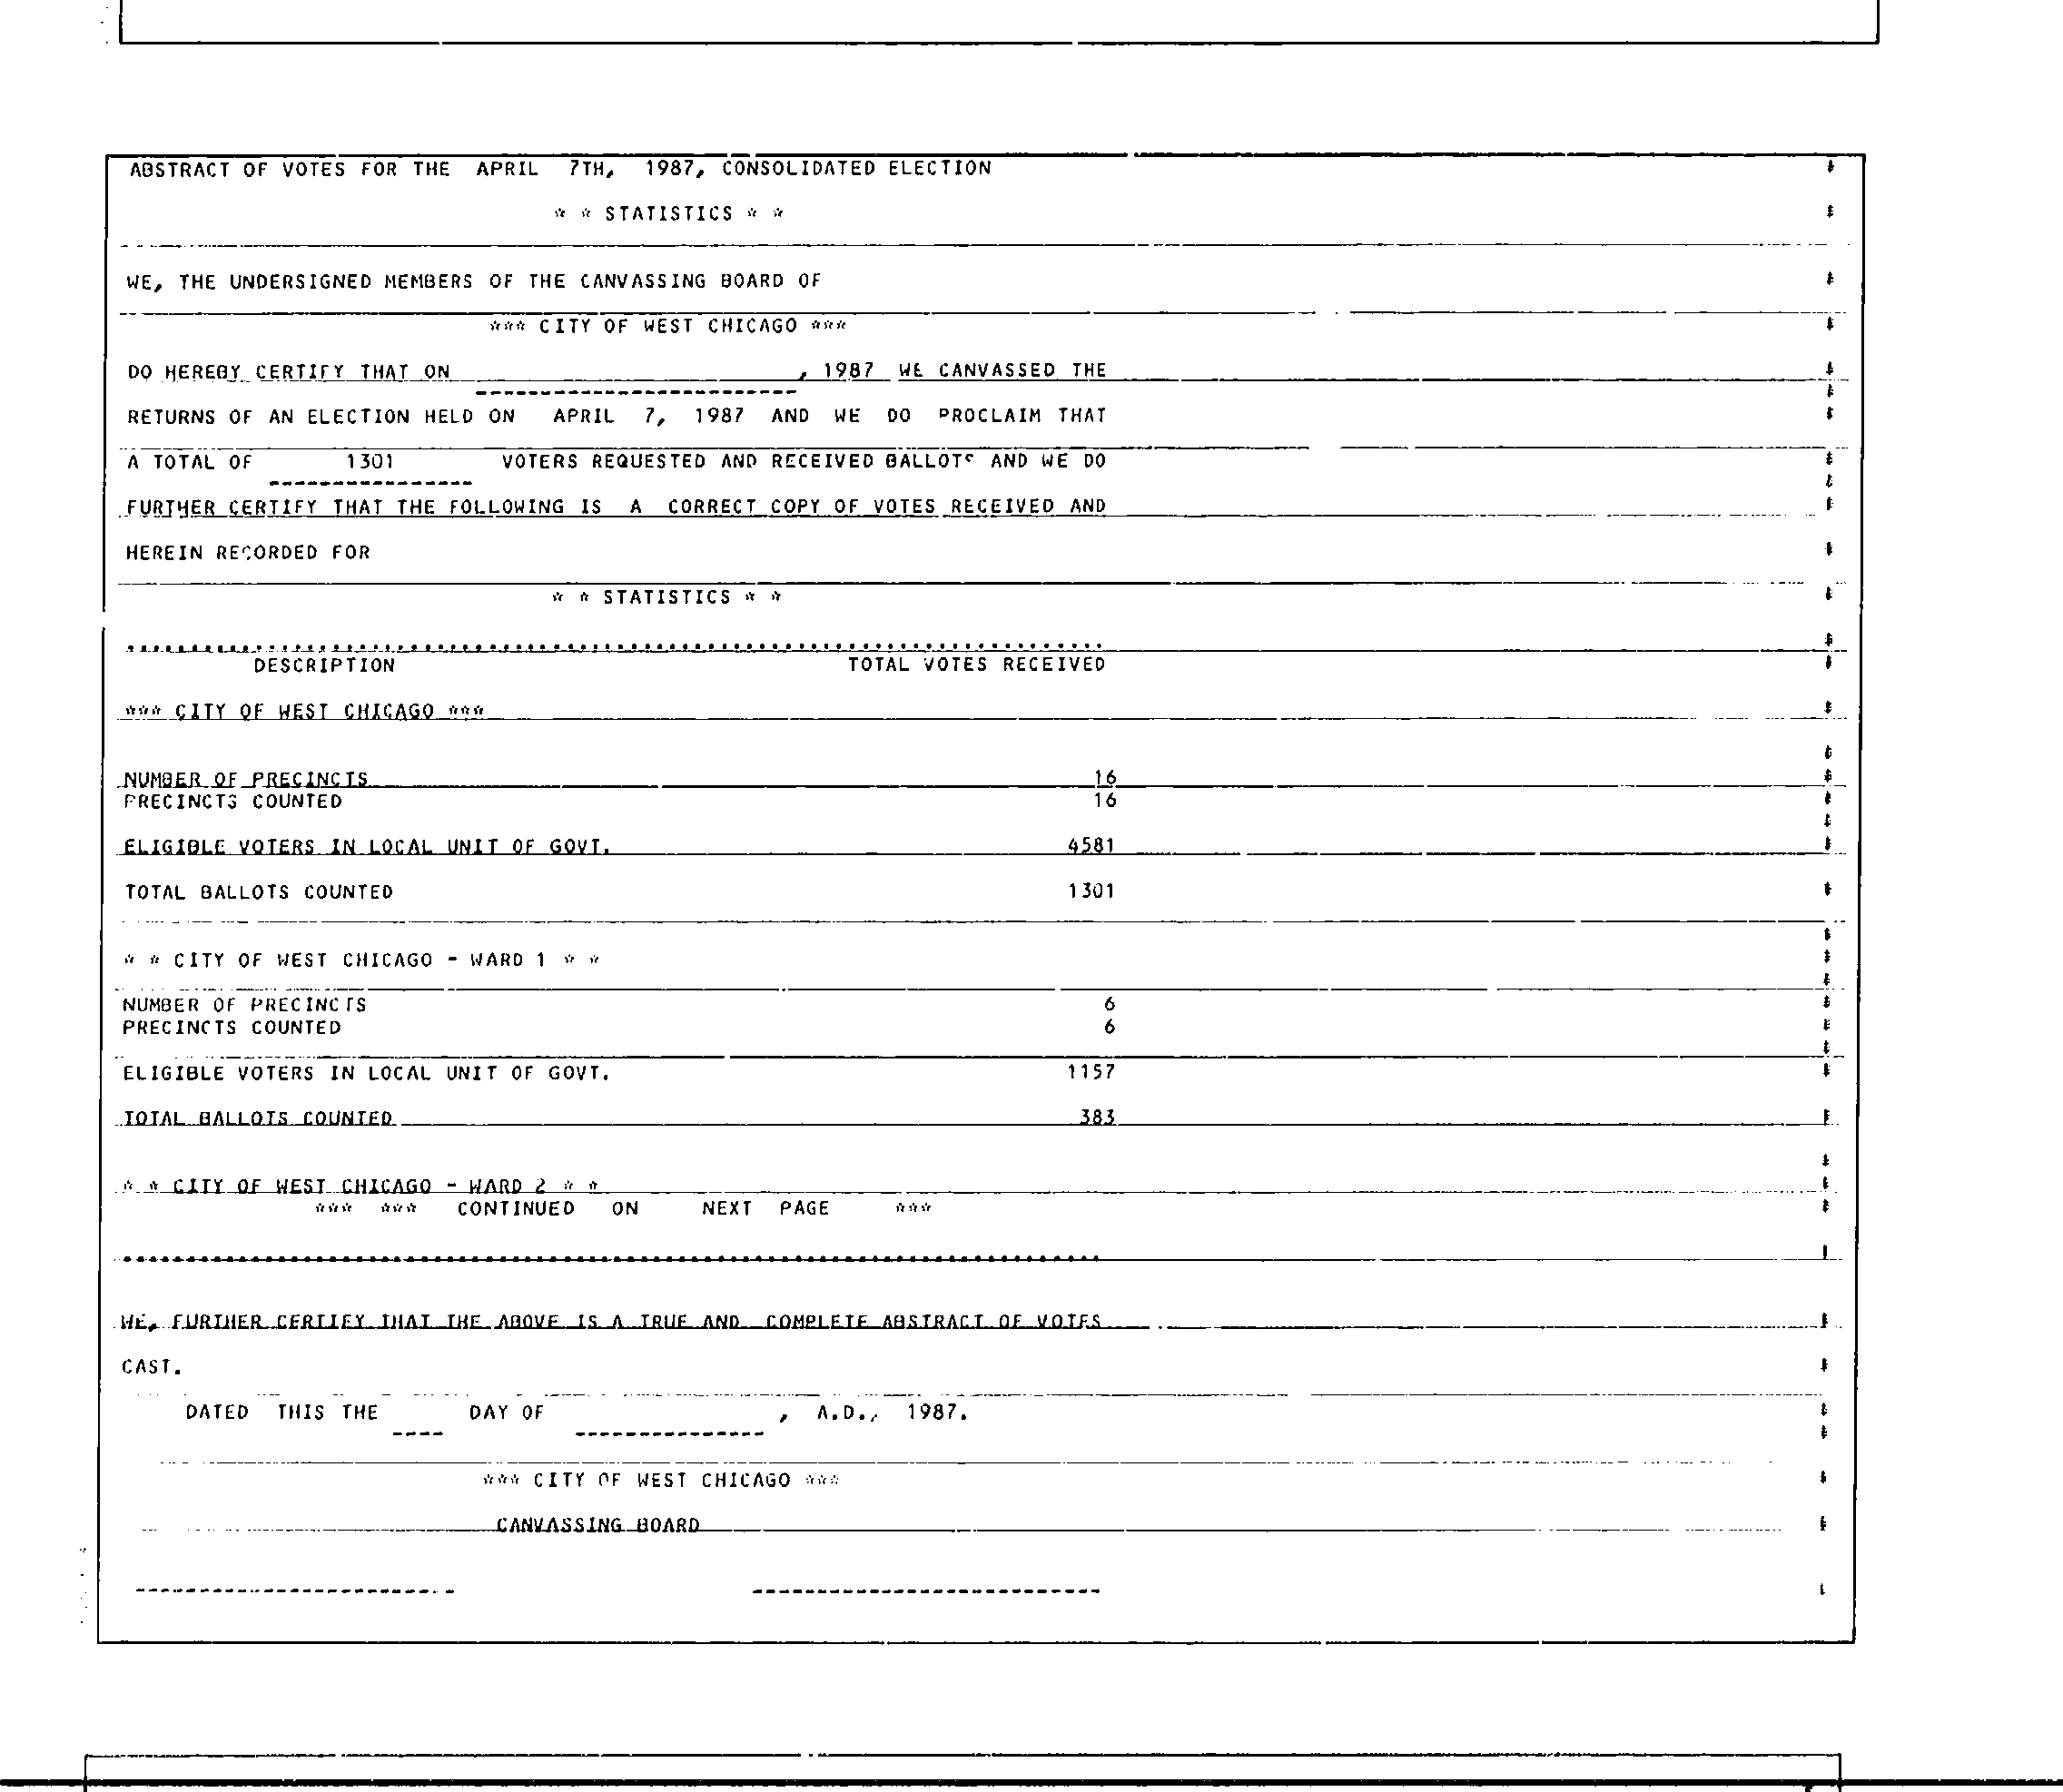 ABSTRACT OF VOTES FOR THE APRIL 7TH, 1987, CONSOLIDATED ELECTION
* * STATISTICS * *
WE, THE UNDERSIGNED MEMBERS OF THE CANVASSING BOARD OF
*** CITY OF WEST CHICAGO ***
DO HEREBY CERTIFY THAT ON , 1987 WE CANVASSED THE
RETURNS OF AN ELECTION HELD ON APRIL 7, 1987 AND WE DO PROCLAIM THAT
A TOTAL OF 1301 VOTERS REQUESTED AND RECEIVED BALLOTS AND WE DO
FURTHER CERTIFY THAT THE FOLLOWING IS A CORRECT COPY OF VOTES RECEIVED AND
HEREIN RECORDED FOR
* * STATISTICS * *
DESCRIPTION TOTAL VOTES RECEIVED
*** CITY OF WEST CHICAGO ***
NUMBER OF PRECINCTS 16
PRECINCTS COUNTED 16
ELIGIBLE VOTERS IN LOCAL UNIT OF GOVT. 4581
TOTAL BALLOTS COUNTED 1301
* * CITY OF WEST CHICAGO - WARD 1 * *
NUMBER OF PRECINCTS 6
PRECINCTS COUNTED 6
ELIGIBLE VOTERS IN LOCAL UNIT OF GOVT. 1157
TOTAL BALLOTS COUNTED 383
* * CITY OF WEST CHICAGO - WARD 2 * *
*** *** CONTINUED ON NEXT PAGE ***
WE, FURTHER CERTIFY THAT THE ABOVE IS A TRUE AND COMPLETE ABSTRACT OF VOTES
CAST.
DATED THIS THE ---- DAY OF --------------- , A.D., 1987.
*** CITY OF WEST CHICAGO ***
CANVASSING BOARD